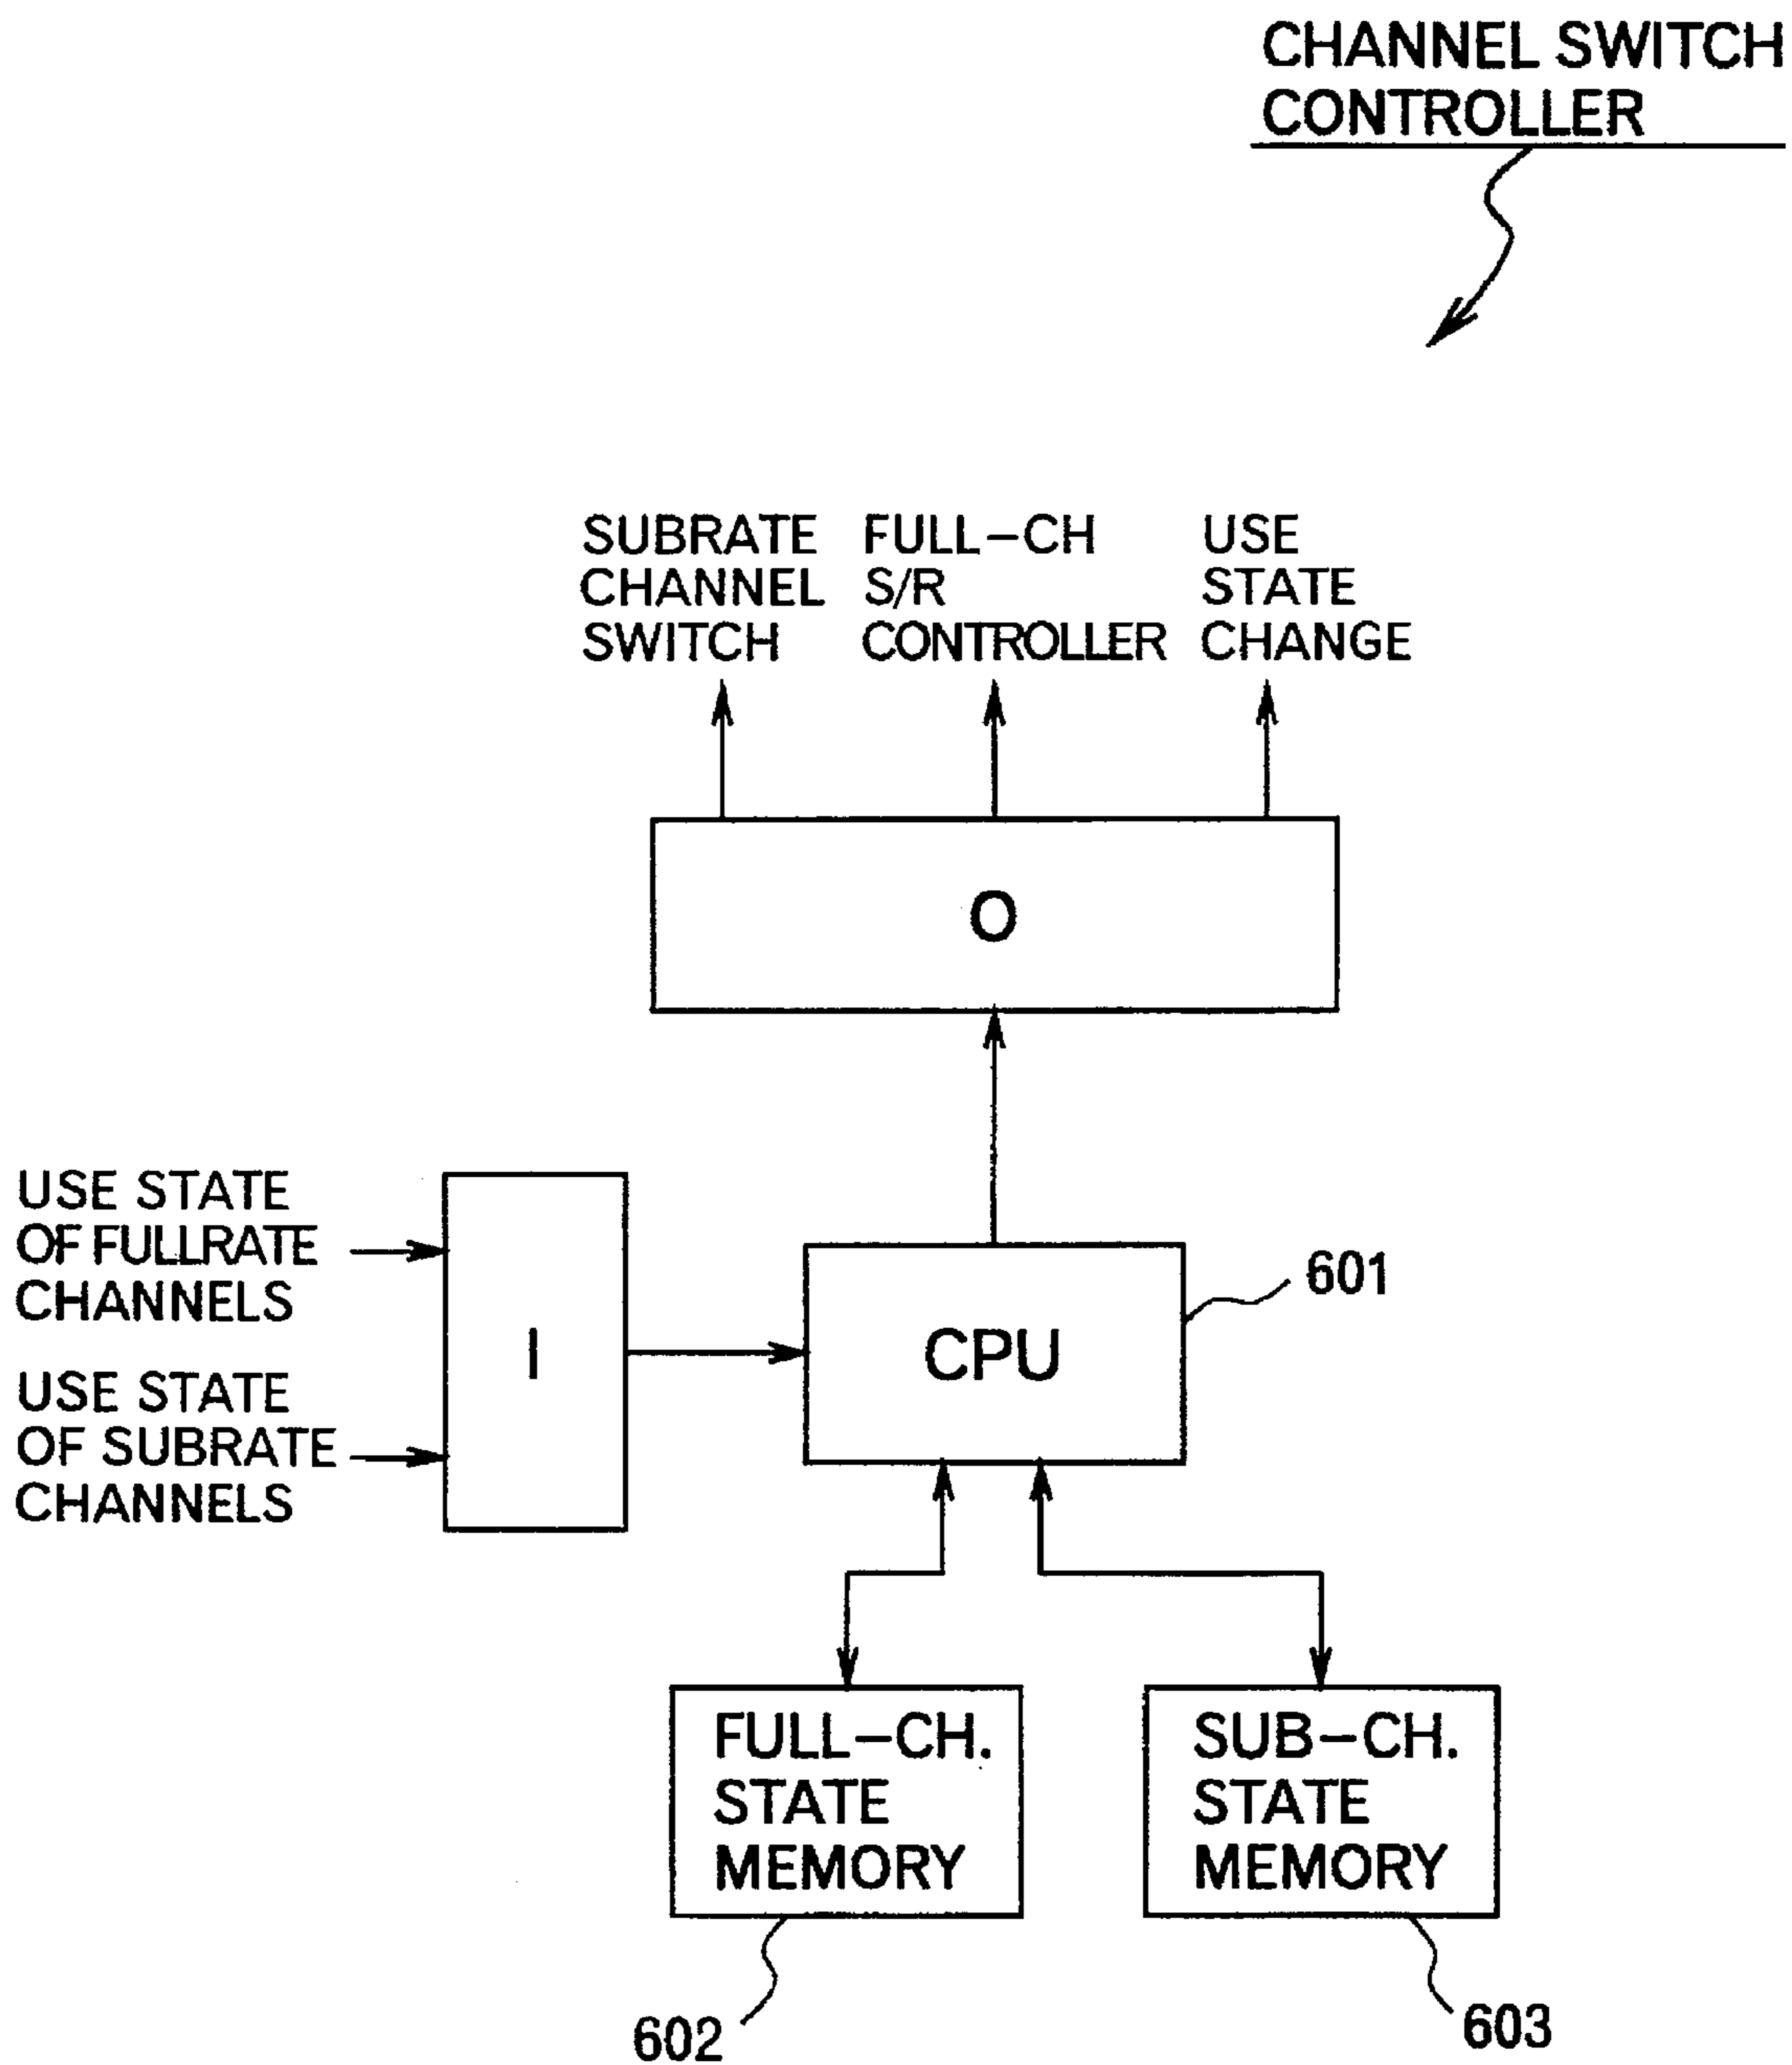 CHANNEL SWITCH
CONTROLLER
SUBRATE
CHANNEL
SWITCH
FULL–CH
S/R
CONTROLLER
USE
STATE
CHANGE
O
USE STATE
OF FULLRATE
CHANNELS
USE STATE
OF SUBRATE
CHANNELS
I
CPU
601
FULL–CH.
STATE
MEMORY
SUB–CH.
STATE
MEMORY
602
603